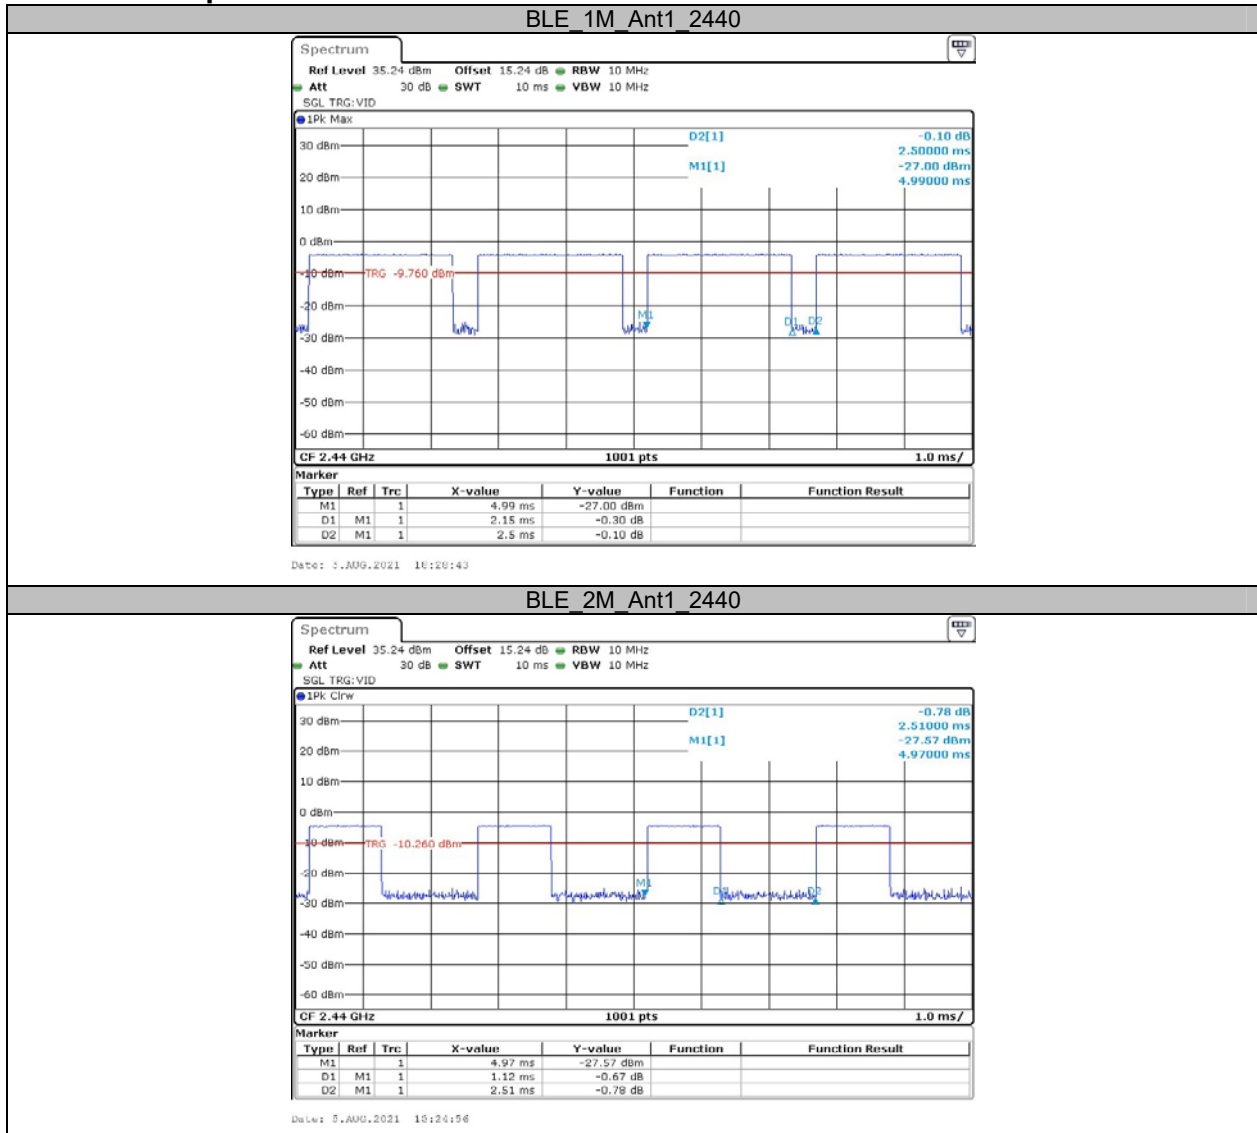 BLE_1M_Ant1_2440
Spectrum
Ref Level 35.24 dBm Offset 15.24 dB RBW 10 MHz
Att 30 dB SWT 10 ms VBW 10 MHz
SGL TRG:VID
1Pk Max
D2[1] -0.10 dB
2.50000 ms
M1[1] -27.00 dBm
4.99000 ms
30 dBm
20 dBm
10 dBm
0 dBm
-10 dBm TRG -9.760 dBm
-20 dBm
M1
D1 D2
-30 dBm
-40 dBm
-50 dBm
-60 dBm
CF 2.44 GHz 1001 pts 1.0 ms/
Marker
Type Ref Trc X-value Y-value Function Function Result
M1 1 4.99 ms -27.00 dBm
D1 M1 1 2.15 ms -0.30 dB
D2 M1 1 2.5 ms -0.10 dB
Date: 5.AUG.2021 18:28:43
BLE_2M_Ant1_2440
Spectrum
Ref Level 35.24 dBm Offset 15.24 dB RBW 10 MHz
Att 30 dB SWT 10 ms VBW 10 MHz
SGL TRG:VID
1Pk Clrw
D2[1] -0.78 dB
2.51000 ms
M1[1] -27.57 dBm
4.97000 ms
30 dBm
20 dBm
10 dBm
0 dBm
-10 dBm TRG -10.260 dBm
-20 dBm
M1
D2
-30 dBm
-40 dBm
-50 dBm
-60 dBm
CF 2.44 GHz 1001 pts 1.0 ms/
Marker
Type Ref Trc X-value Y-value Function Function Result
M1 1 4.97 ms -27.57 dBm
D1 M1 1 1.12 ms -0.67 dB
D2 M1 1 2.51 ms -0.78 dB
Date: 5.AUG.2021